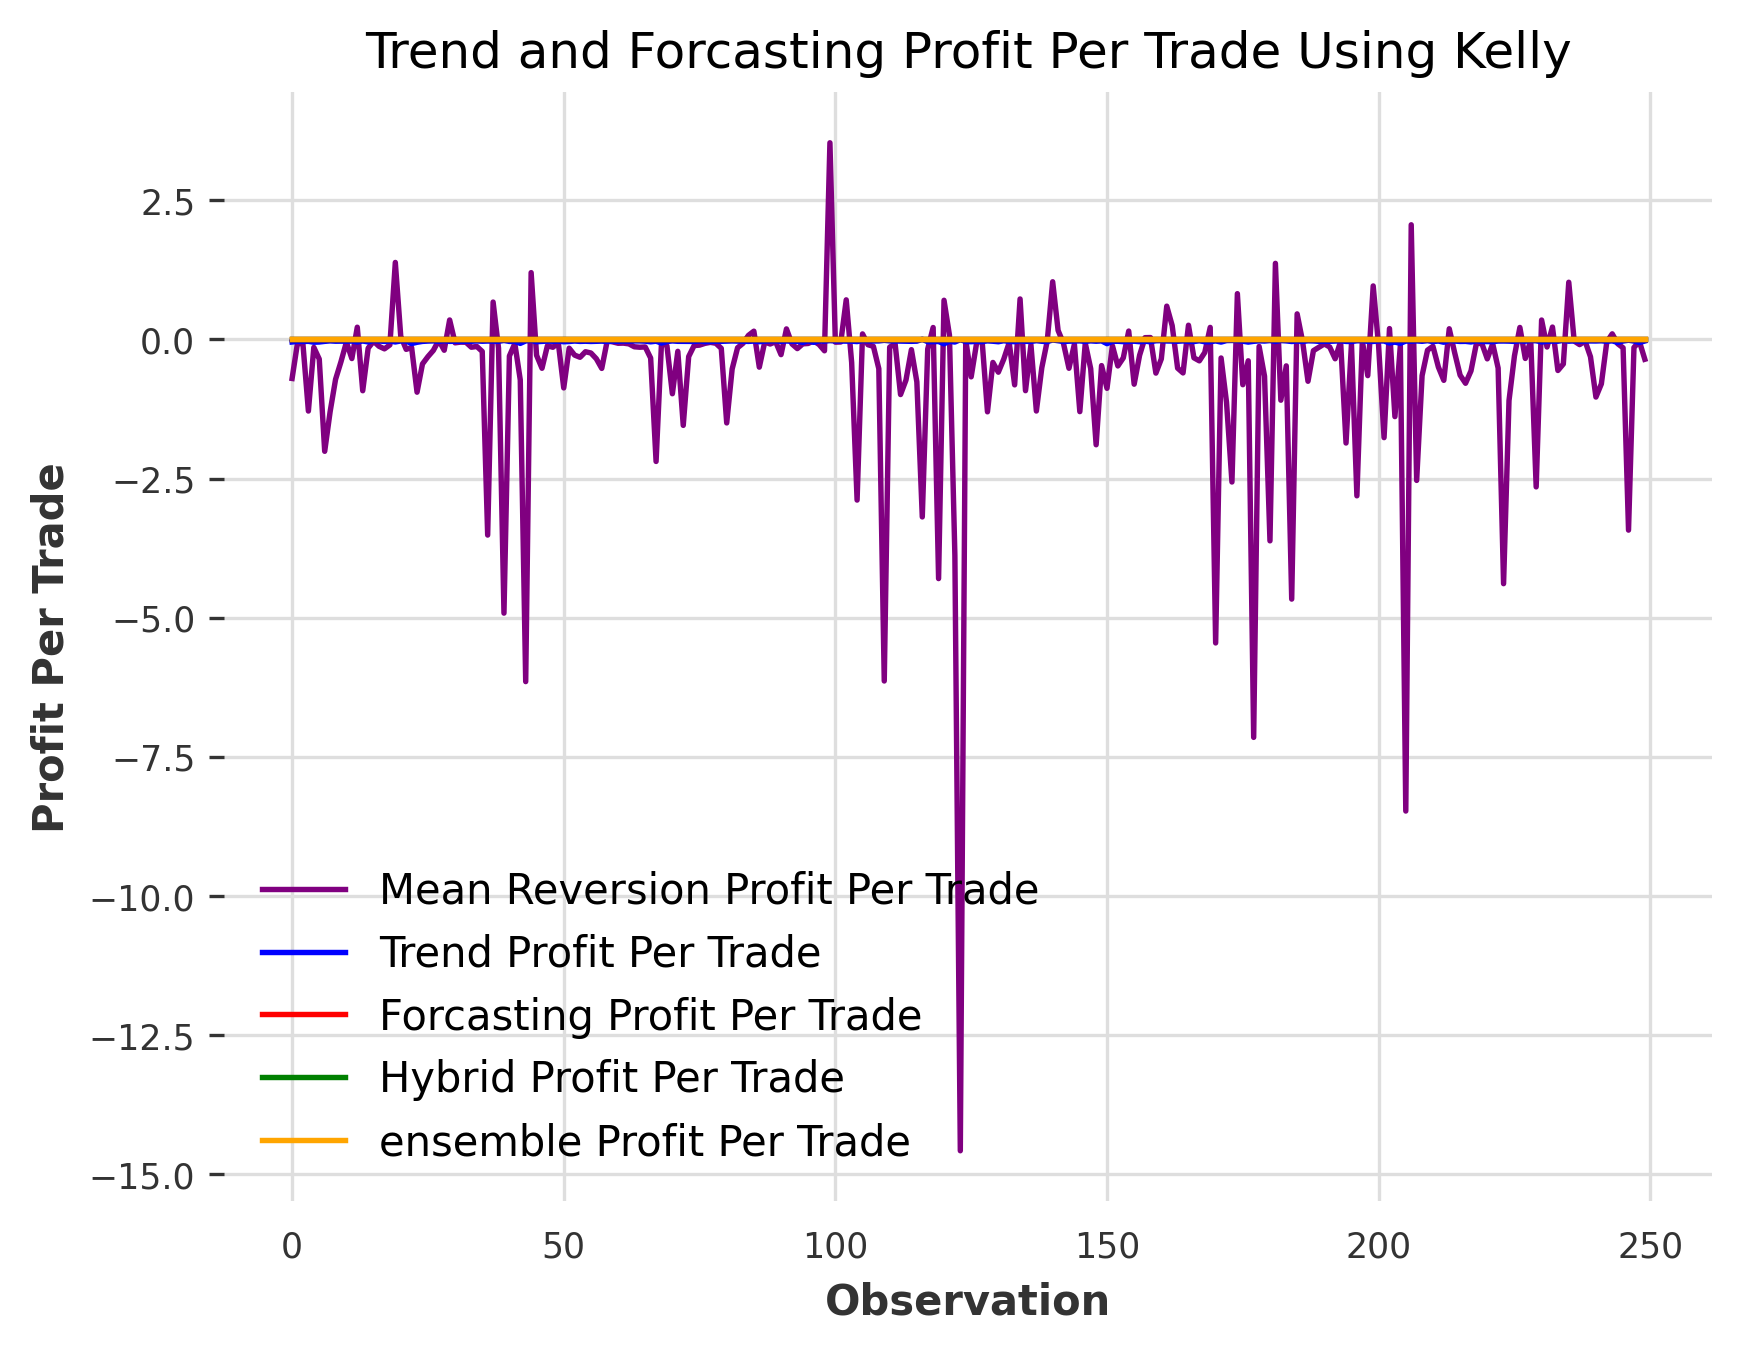 Trend and Forcasting Profit Per Trade Using Kelly
Profit Per Trade
2.5
0.0
−2.5
−5.0
−7.5
−10.0
−12.5
−15.0
Mean Reversion Profit Per Trade
Trend Profit Per Trade
Forcasting Profit Per Trade
Hybrid Profit Per Trade
ensemble Profit Per Trade
0 50 100 150 200 250
Observation